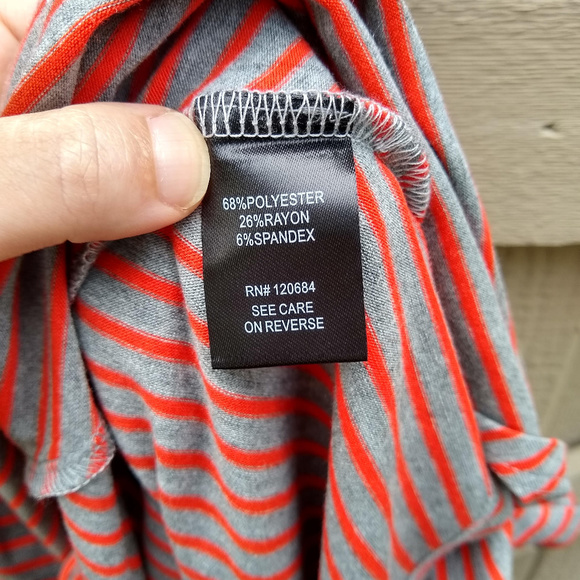 68%POLYESTER
26%RAYON
6%SPANDEX
RN# 120684
SEE CARE
ON REVERSE